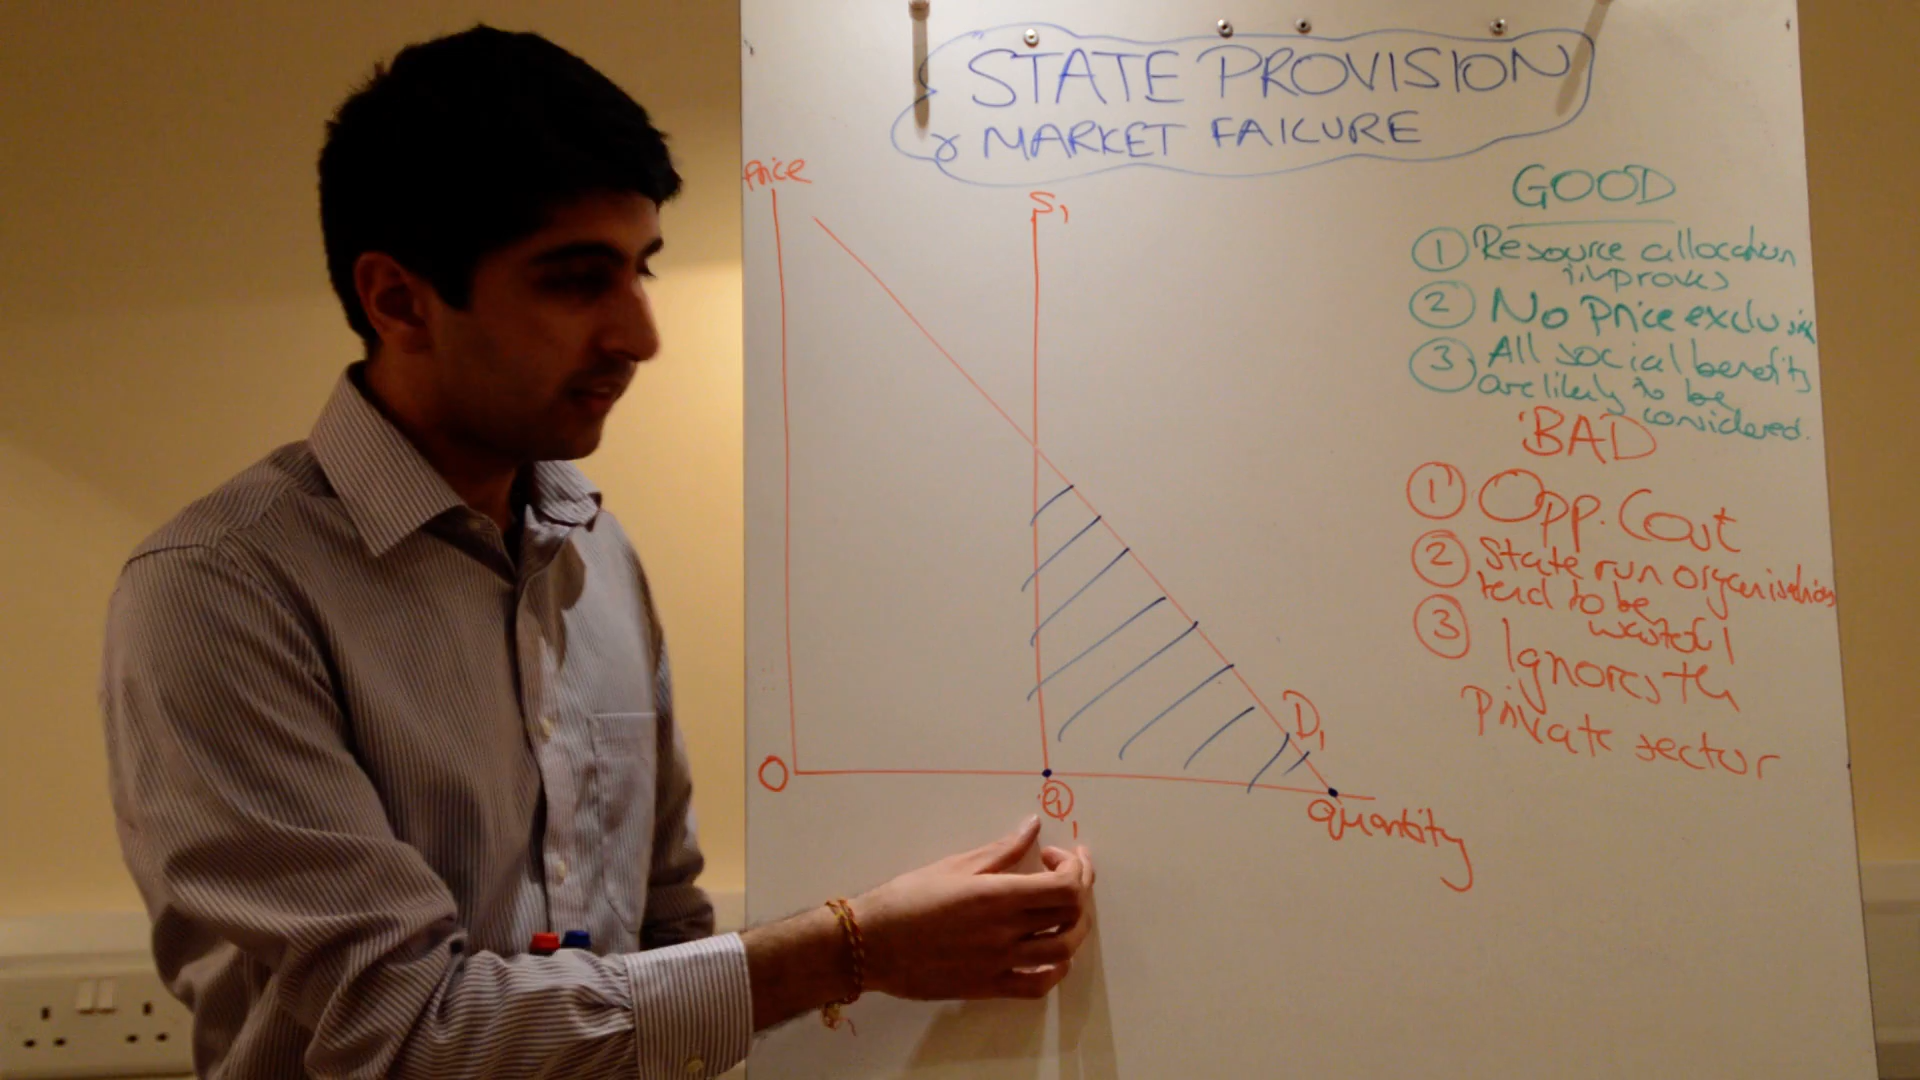 STATE PROVISION
& MARKET FAILURE
Price
S1
GOOD
① Resource allocation
improves
② No Price exclusion
③ All social benefits
are likely to be
considered.
BAD
① Opp. Cost
② State run organisations
tend to be
wasteful
③ Ignores the
Private sector
D1
O
Q1
Quantity